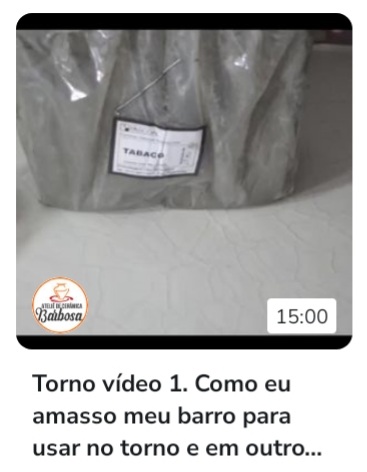 TABACO
ATELIÊ DE CERÂMICA
Barbosa
15:00
Torno vídeo 1. Como eu
amasso meu barro para
usar no torno e em outro...